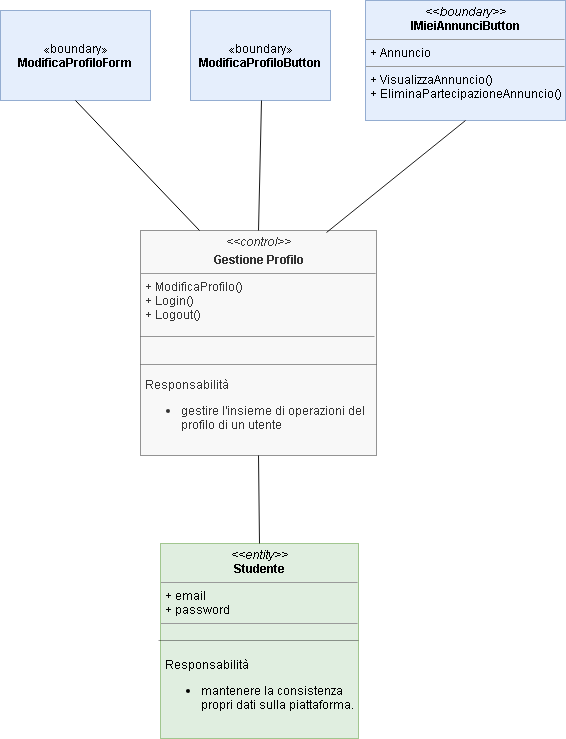 «boundary»
ModificaProfiloForm
«boundary»
ModificaProfiloButton
<<boundary>>
IMieiAnnunciButton
+ Annuncio
+ VisualizzaAnnuncio()
+ EliminaPartecipazioneAnnuncio()
<<control>>
Gestione Profilo
+ ModificaProfilo()
+ Login()
+ Logout()
Responsabilità
• gestire l'insieme di operazioni del
profilo di un utente
<<entity>>
Studente
+ email
+ password
Responsabilità
• mantenere la consistenza
propri dati sulla piattaforma.